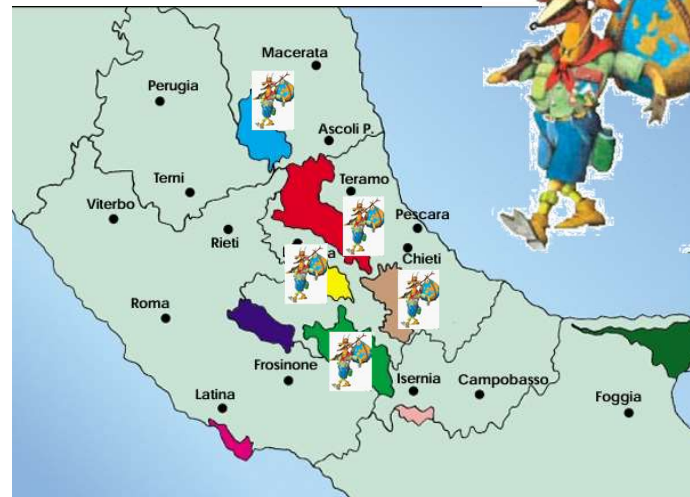 Macerata
Perugia
Ascoli P.
Terni
Teramo
Viterbo
Rieti
Pescara
Chieti
Roma
Frosinone
Isernia
Campobasso
Latina
Foggia